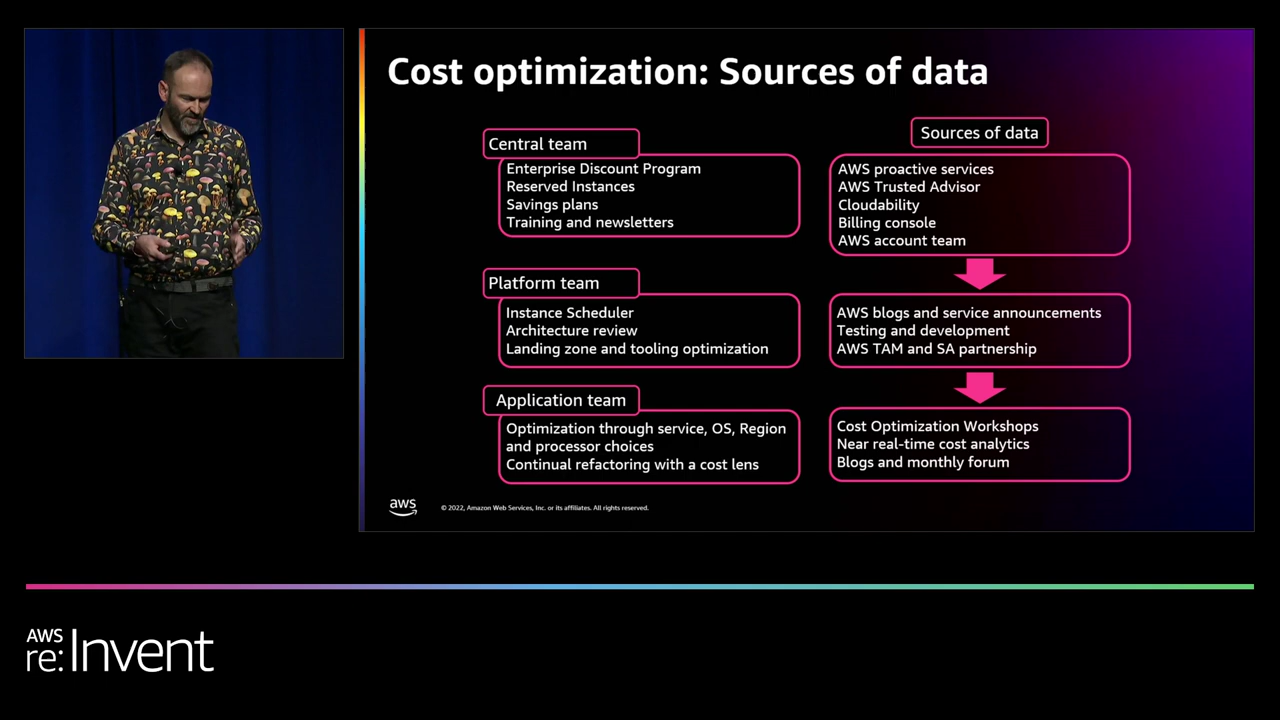 Cost optimization: Sources of data
Central team
Enterprise Discount Program
Reserved Instances
Savings plans
Training and newsletters
Sources of data
AWS proactive services
AWS Trusted Advisor
Cloudability
Billing console
AWS account team
Platform team
Instance Scheduler
Architecture review
Landing zone and tooling optimization
AWS blogs and service announcements
Testing and development
AWS TAM and SA partnership
Application team
Optimization through service, OS, Region
and processor choices
Continual refactoring with a cost lens
Cost Optimization Workshops
Near real-time cost analytics
Blogs and monthly forum
aws
© 2022, Amazon Web Services, Inc. or its affiliates. All rights reserved.
AWS
re:Invent